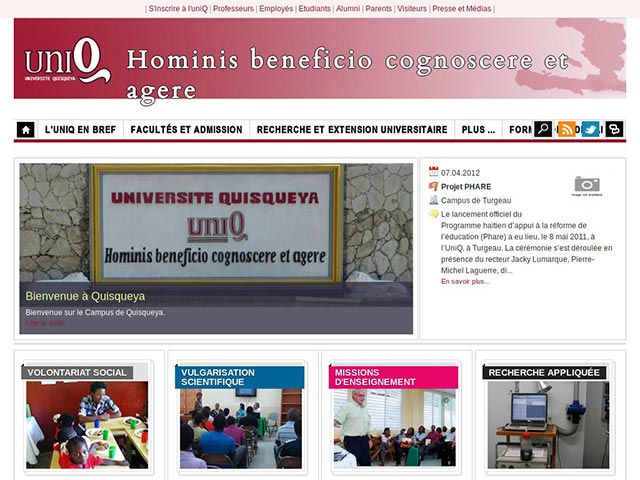 | S'Inscrire à l'uniQ | Professeurs | Employés | Etudiants | Alumni | Parents | Visiteurs | Presse et Médias |
UNIQ
UNIVERSITE QUISQUEYA
Hominis beneficio cognoscere et
agere
L'UNIQ EN BREF
FACULTÉS ET ADMISSION
RECHERCHE ET EXTENSION UNIVERSITAIRE
PLUS ...
UNIVERSITE QUISQUEYA
UNIQ
Hominis beneficio cognoscere et agere
Bienvenue à Quisqueya
Bienvenue sur le Campus de Quisqueya.
Lire la suite
07.04.2012
Projet PHARE
Campus de Turgeau
Le lancement officiel du
Programme haïtien d'appui à la réforme de
l'éducation (Phare) a eu lieu, le 8 mai 2011, à
l'UniQ, à Turgeau. La cérémonie s'est déroulée en
présence du recteur Jacky Lumarque, Pierre-
Michel Laguerre, di...
En savoir plus...
VOLONTARIAT SOCIAL
VULGARISATION
SCIENTIFIQUE
MISSIONS
D'ENSEIGNEMENT
RECHERCHE APPLIQUÉE